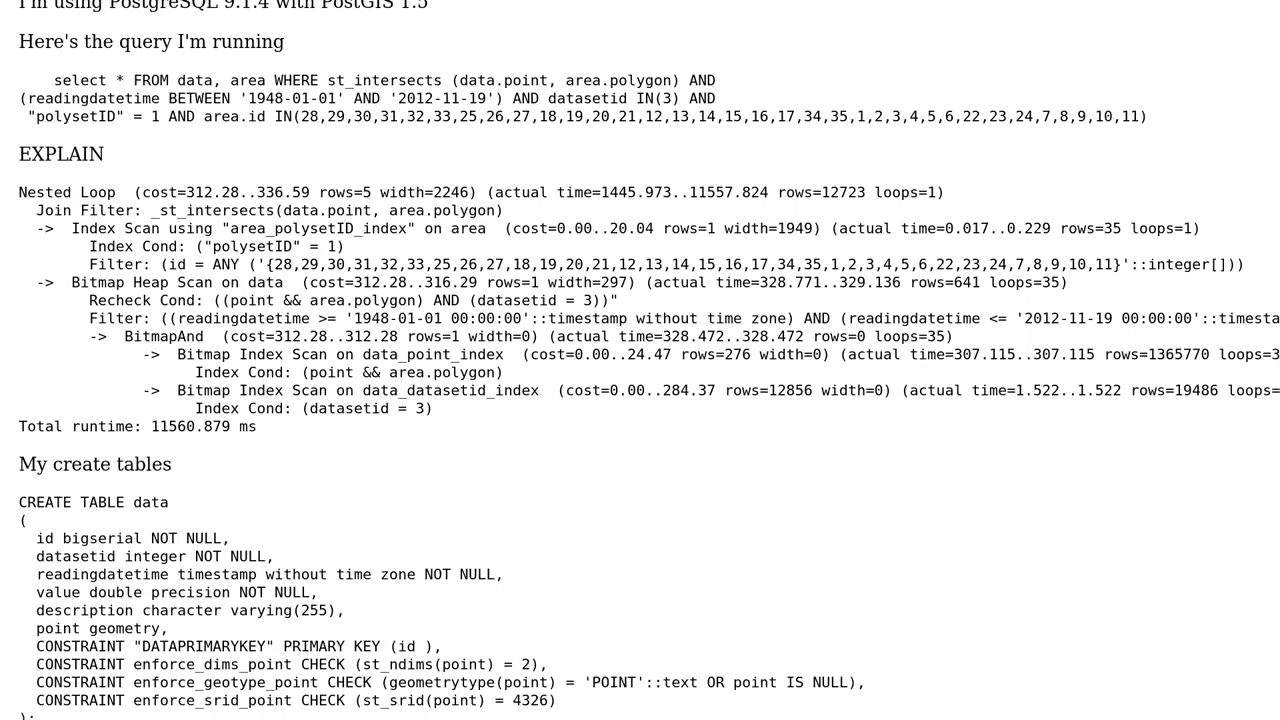 I'm using PostgreSQL 9.1.4 with PostGIS 1.5
Here's the query I'm running
select * FROM data, area WHERE st_intersects (data.point, area.polygon) AND
(readingdatetime BETWEEN '1948-01-01' AND '2012-11-19') AND datasetid IN(3) AND
"polysetID" = 1 AND area.id IN(28,29,30,31,32,33,25,26,27,18,19,20,21,12,13,14,15,16,17,34,35,1,2,3,4,5,6,22,23,24,7,8,9,10,11)
EXPLAIN
Nested Loop  (cost=312.28..336.59 rows=5 width=2246) (actual time=1445.973..11557.824 rows=12723 loops=1)
Join Filter: _st_intersects(data.point, area.polygon)
->  Index Scan using "area_polysetID_index" on area  (cost=0.00..20.04 rows=1 width=1949) (actual time=0.017..0.229 rows=35 loops=1)
Index Cond: ("polysetID" = 1)
Filter: (id = ANY ('{28,29,30,31,32,33,25,26,27,18,19,20,21,12,13,14,15,16,17,34,35,1,2,3,4,5,6,22,23,24,7,8,9,10,11}'::integer[]))
->  Bitmap Heap Scan on data  (cost=312.28..316.29 rows=1 width=297) (actual time=328.771..329.136 rows=641 loops=35)
Recheck Cond: ((point && area.polygon) AND (datasetid = 3))"
Filter: ((readingdatetime >= '1948-01-01 00:00:00'::timestamp without time zone) AND (readingdatetime <= '2012-11-19 00:00:00'::timesta
->  BitmapAnd  (cost=312.28..312.28 rows=1 width=0) (actual time=328.472..328.472 rows=0 loops=35)
->  Bitmap Index Scan on data_point_index  (cost=0.00..24.47 rows=276 width=0) (actual time=307.115..307.115 rows=1365770 loops=3
Index Cond: (point && area.polygon)
->  Bitmap Index Scan on data_datasetid_index  (cost=0.00..284.37 rows=12856 width=0) (actual time=1.522..1.522 rows=19486 loops=
Index Cond: (datasetid = 3)
Total runtime: 11560.879 ms
My create tables
CREATE TABLE data
(
id bigserial NOT NULL,
datasetid integer NOT NULL,
readingdatetime timestamp without time zone NOT NULL,
value double precision NOT NULL,
description character varying(255),
point geometry,
CONSTRAINT "DATAPRIMARYKEY" PRIMARY KEY (id ),
CONSTRAINT enforce_dims_point CHECK (st_ndims(point) = 2),
CONSTRAINT enforce_geotype_point CHECK (geometrytype(point) = 'POINT'::text OR point IS NULL),
CONSTRAINT enforce_srid_point CHECK (st_srid(point) = 4326)
);